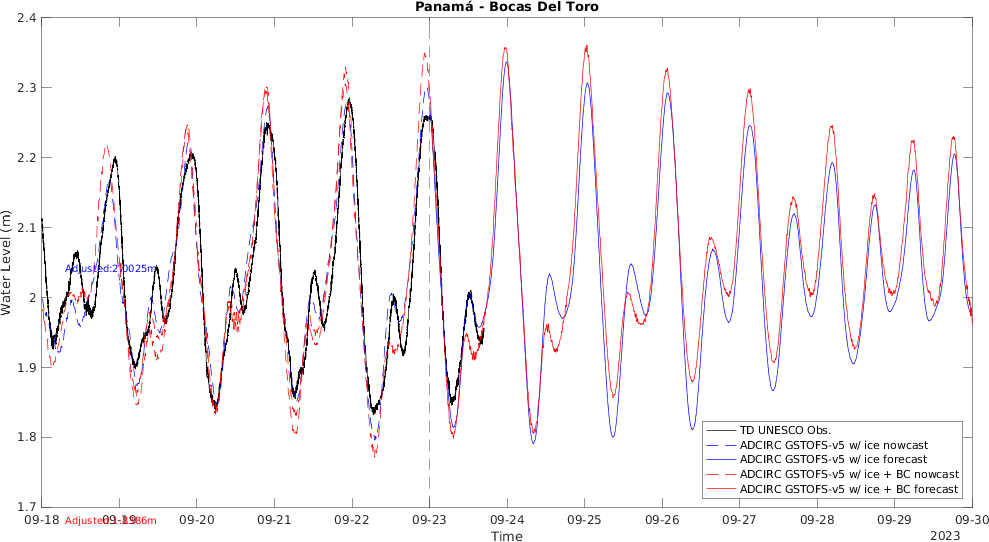 Panamá - Bocas Del Toro
Water Level (m)
2.4
2.3
2.2
2.1
2
1.9
1.8
1.7
Adjusted:2.0025m
TD UNESCO Obs.
ADCIRC GSTOFS-v5 w/ ice nowcast
ADCIRC GSTOFS-v5 w/ ice forecast
ADCIRC GSTOFS-v5 w/ ice + BC nowcast
ADCIRC GSTOFS-v5 w/ ice + BC forecast
09-18 09-19 09-20 09-21 09-22 09-23 09-24 09-25 09-26 09-27 09-28 09-29 09-30
Time
2023